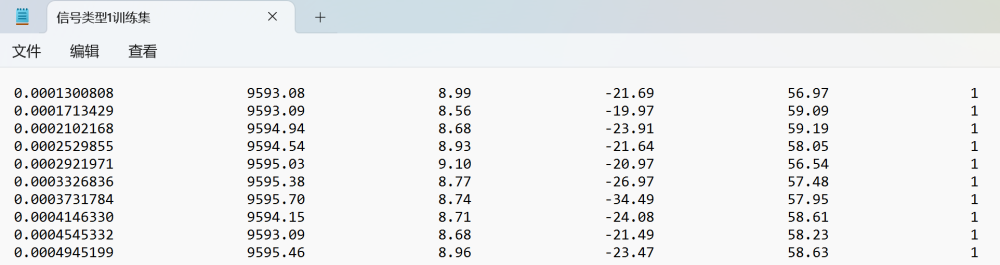 信号类型1训练集
文件 编辑 查看
0.0001300808 9593.08 8.99 -21.69 56.97 1
0.0001713429 9593.09 8.56 -19.97 59.09 1
0.0002102168 9594.94 8.68 -23.91 59.19 1
0.0002529855 9594.54 8.93 -21.64 58.05 1
0.0002921971 9595.03 9.10 -20.97 56.54 1
0.0003326836 9595.38 8.77 -26.97 57.48 1
0.0003731784 9595.70 8.74 -34.49 57.95 1
0.0004146330 9594.15 8.71 -24.08 58.61 1
0.0004545332 9593.09 8.68 -21.49 58.23 1
0.0004945199 9595.46 8.96 -23.47 58.63 1